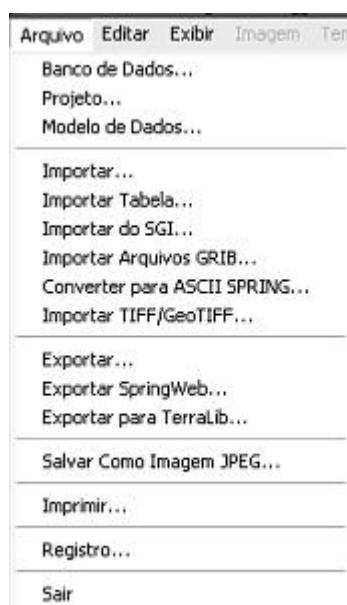 Arquivo Editar Exibir Imagem
Banco de Dados...
Projeto...
Modelo de Dados...
Importar...
Importar Tabela...
Importar do SGI...
Importar Arquivos GRIB...
Converter para ASCII SPRING...
Importar TIFF/GeoTIFF...
Exportar...
Exportar SpringWeb...
Exportar para TerraLib...
Salvar Como Imagem JPEG...
Imprimir...
Registro...
Sair